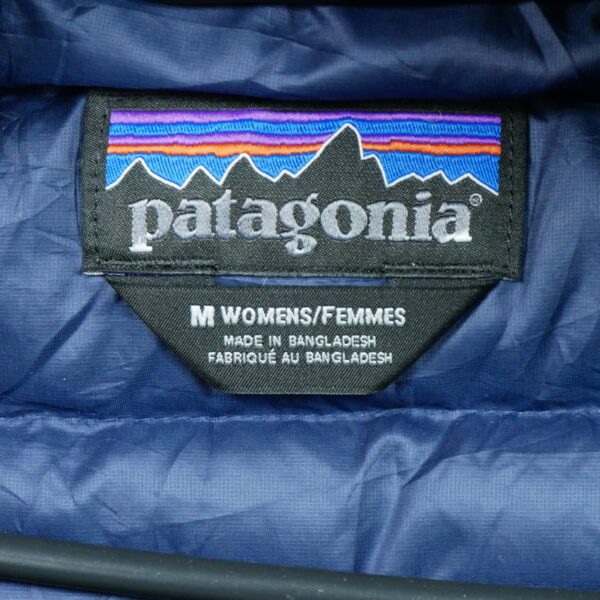 patagonia®
M WOMENS/FEMMES
MADE IN BANGLADESH
FABRIQUÉ AU BANGLADESH